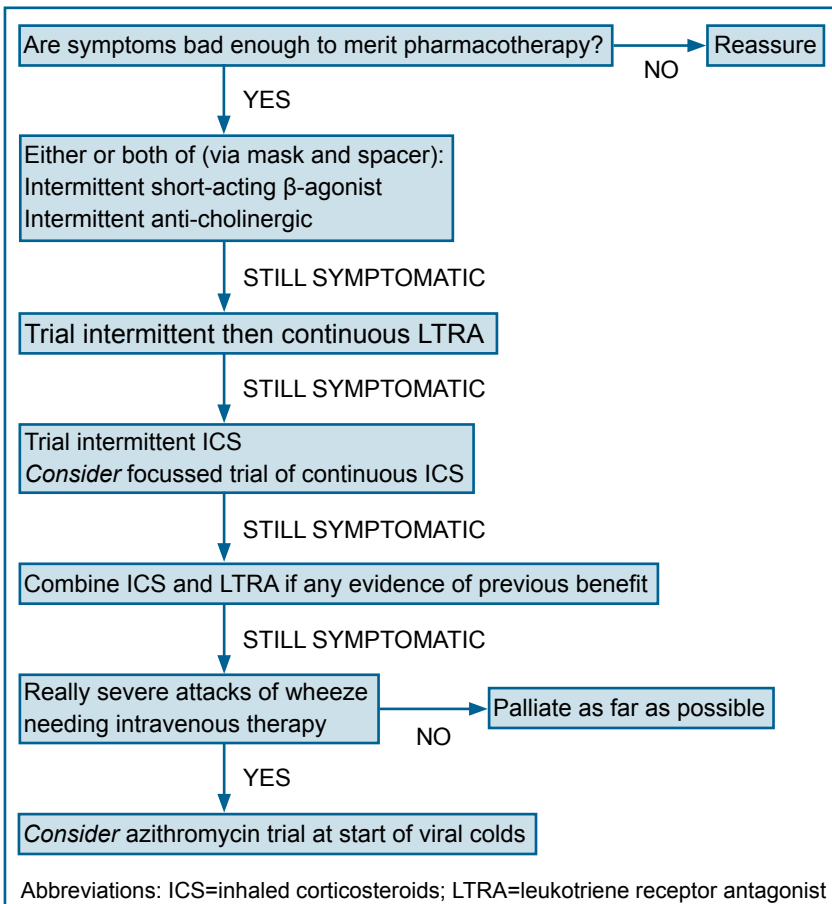 Are symptoms bad enough to merit pharmacotherapy?
Reassure
NO
YES
Either or both of (via mask and spacer):
Intermittent short-acting β-agonist
Intermittent anti-cholinergic
STILL SYMPTOMATIC
Trial intermittent then continuous LTRA
STILL SYMPTOMATIC
Trial intermittent ICS
Consider focussed trial of continuous ICS
STILL SYMPTOMATIC
Combine ICS and LTRA if any evidence of previous benefit
STILL SYMPTOMATIC
Really severe attacks of wheeze
needing intravenous therapy
Palliate as far as possible
NO
YES
Consider azithromycin trial at start of viral colds
Abbreviations: ICS=inhaled corticosteroids; LTRA=leukotriene receptor antagonist